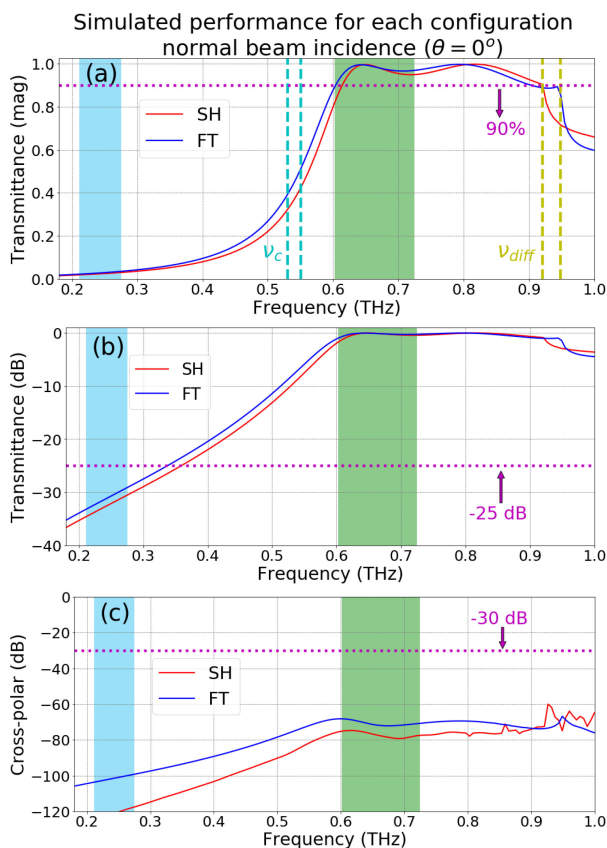 Simulated performance for each configuration
normal beam incidence (θ = 0°)
(a)
Transmittance (mag)
1.0
0.8
0.6
0.4
0.2
0.0
SH
FT
90%
ν_c
ν_diff
0.2 0.3 0.4 0.5 0.6 0.7 0.8 0.9 1.0
Frequency (THz)
(b)
Transmittance (dB)
0
−10
−20
−30
−40
SH
FT
-25 dB
0.2 0.3 0.4 0.5 0.6 0.7 0.8 0.9 1.0
Frequency (THz)
(c)
Cross-polar (dB)
0
−20
−40
−60
−80
−100
−120
-30 dB
SH
FT
0.2 0.3 0.4 0.5 0.6 0.7 0.8 0.9 1.0
Frequency (THz)